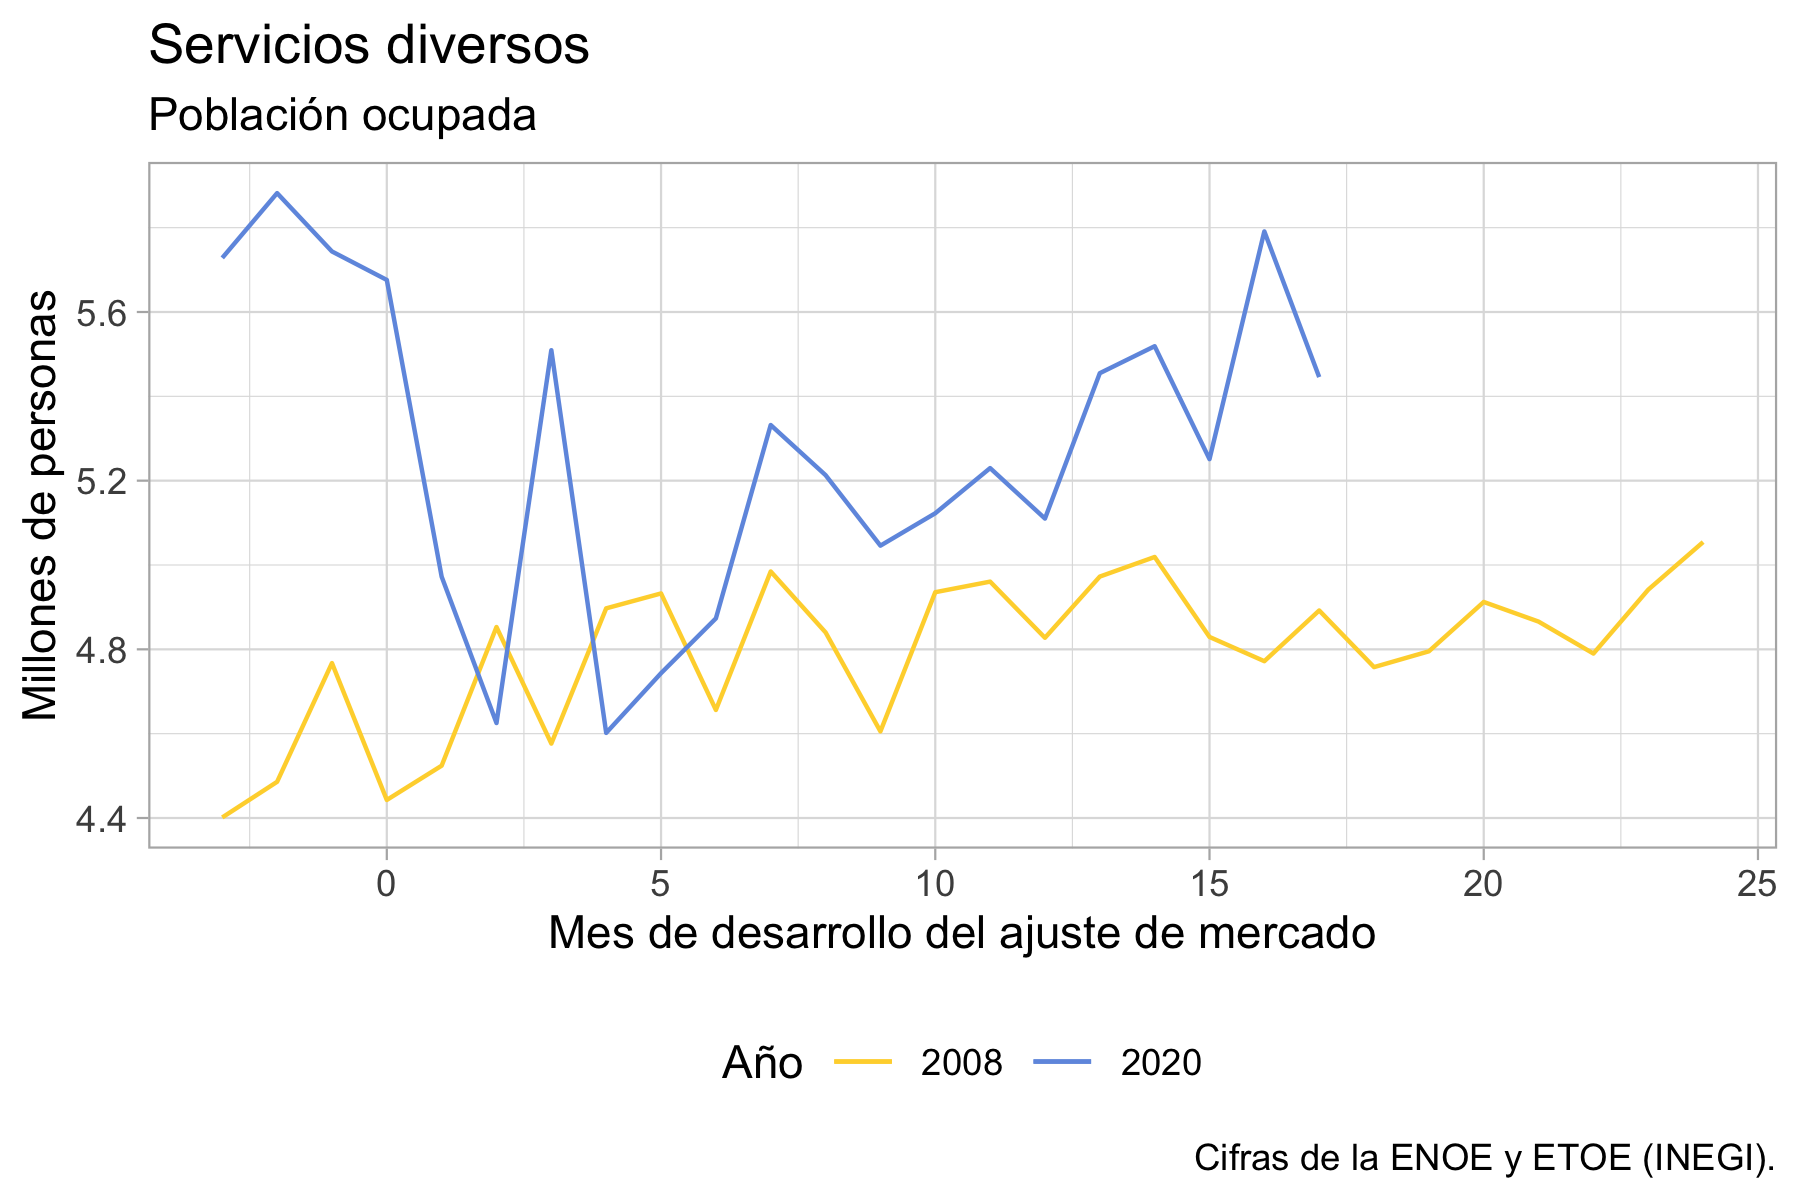 Servicios diversos
Población ocupada
Millones de personas
5.6
5.2
4.8
4.4
0 5 10 15 20 25
Mes de desarrollo del ajuste de mercado
Año 2008 2020
Cifras de la ENOE y ETOE (INEGI).